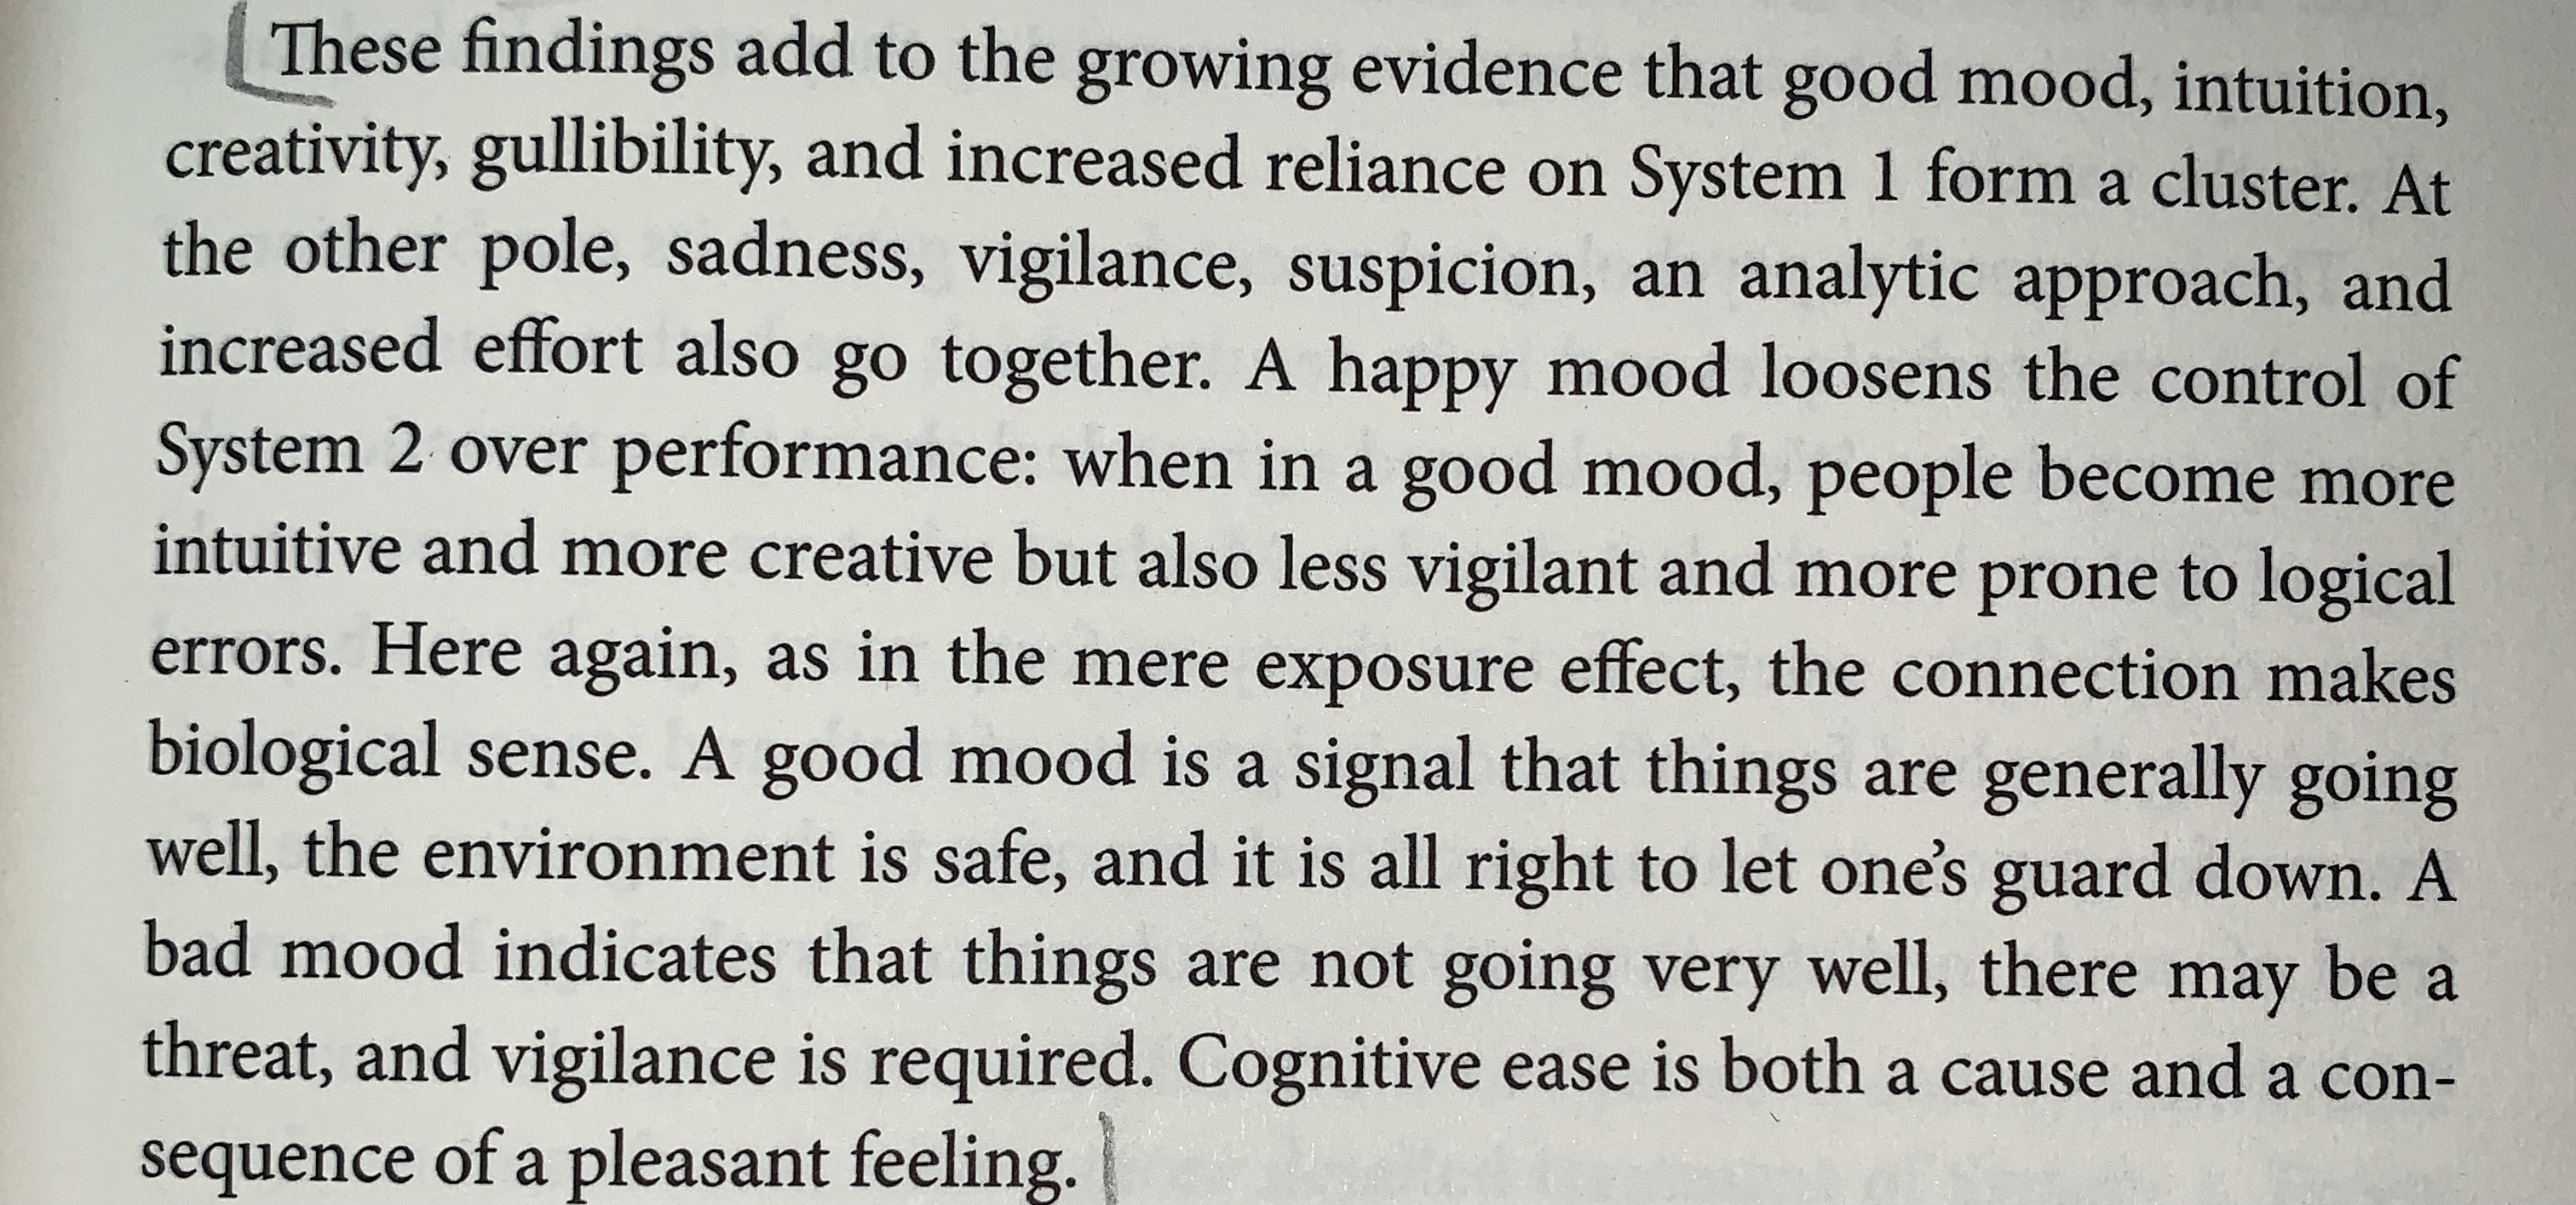 These findings add to the growing evidence that good mood, intuition,
creativity, gullibility, and increased reliance on System 1 form a cluster. At
the other pole, sadness, vigilance, suspicion, an analytic approach, and
increased effort also go together. A happy mood loosens the control of
System 2 over performance: when in a good mood, people become more
intuitive and more creative but also less vigilant and more prone to logical
errors. Here again, as in the mere exposure effect, the connection makes
biological sense. A good mood is a signal that things are generally going
well, the environment is safe, and it is all right to let one’s guard down. A
bad mood indicates that things are not going very well, there may be a
threat, and vigilance is required. Cognitive ease is both a cause and a con-
sequence of a pleasant feeling.